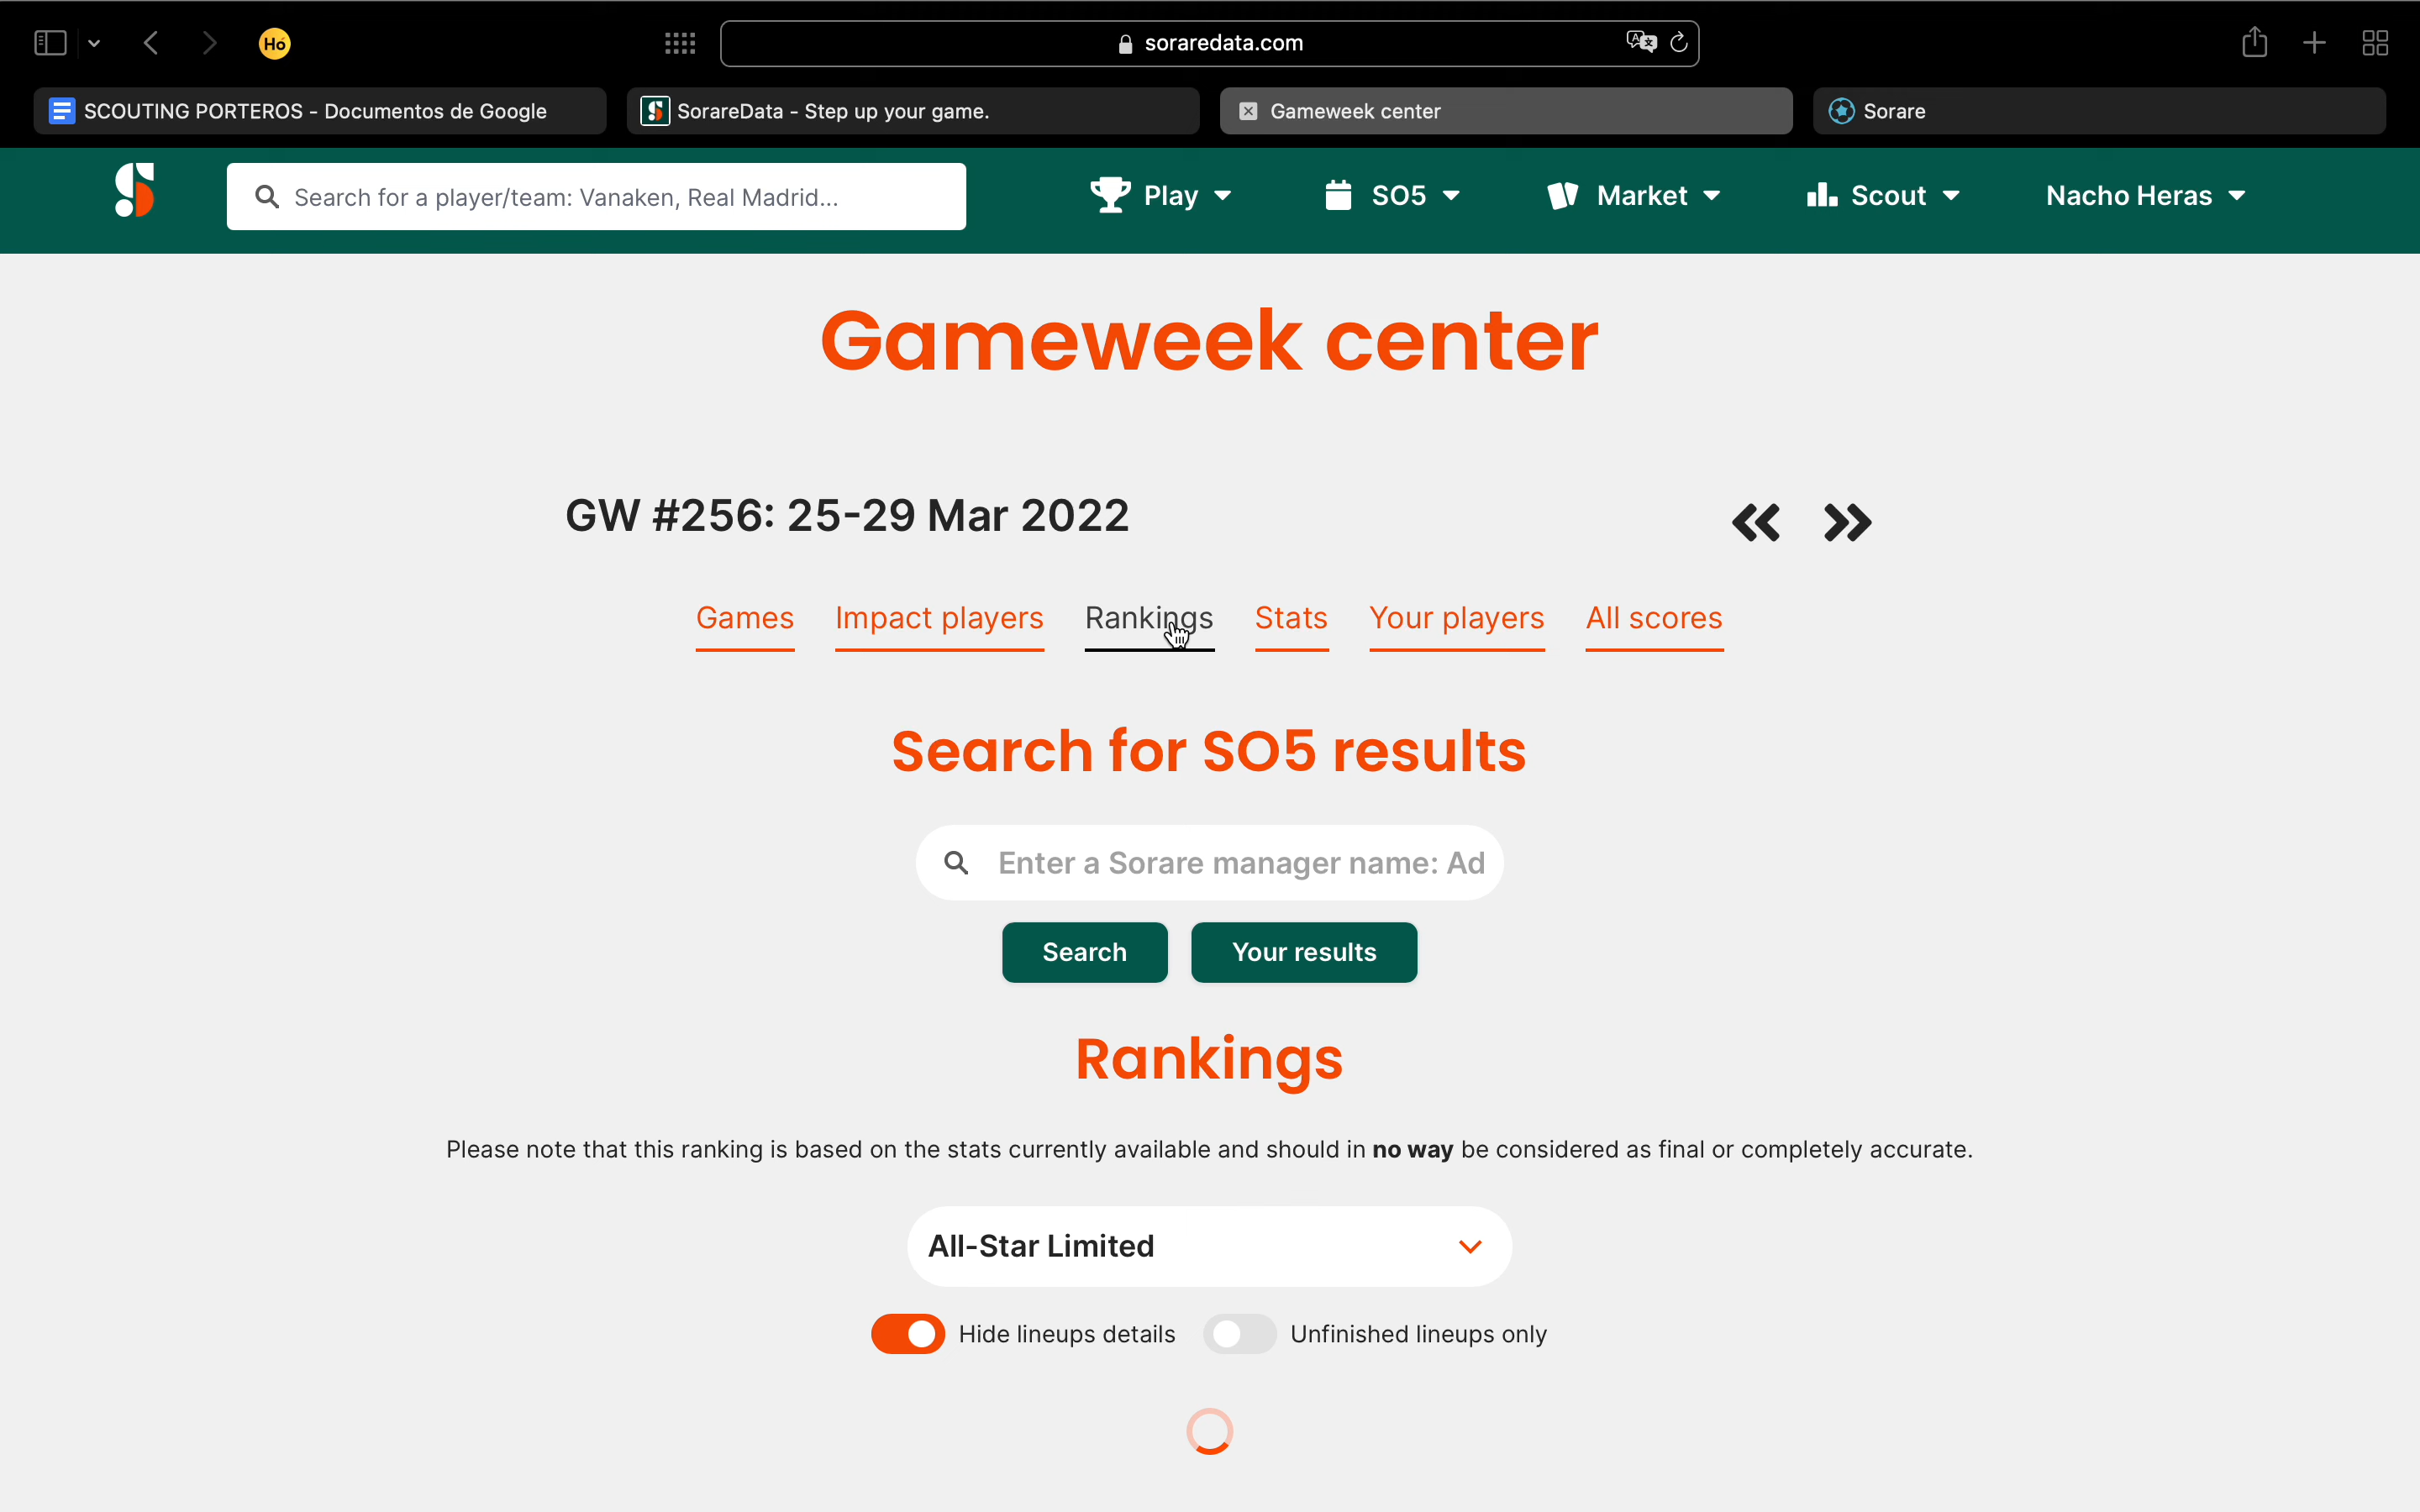 Hó
soraredata.com
SCOUTING PORTEROS - Documentos de Google
SorareData - Step up your game.
Gameweek center
Sorare
Search for a player/team: Vanaken, Real Madrid...
Play
SO5
Market
Scout
Nacho Heras
Gameweek center
GW #256: 25-29 Mar 2022
Games
Impact players
Rankings
Stats
Your players
All scores
Search for SO5 results
Enter a Sorare manager name: Ad
Search
Your results
Rankings
Please note that this ranking is based on the stats currently available and should in no way be considered as final or completely accurate.
All-Star Limited
Hide lineups details
Unfinished lineups only